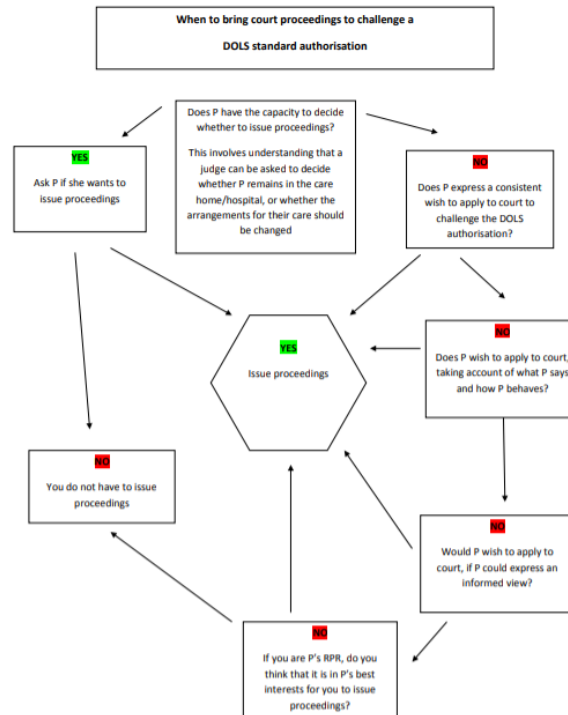 When to bring court proceedings to challenge a
DOLS standard authorisation
Does P have the capacity to decide
whether to issue proceedings?
This involves understanding that a
judge can be asked to decide
whether P remains in the care
home/hospital, or whether the
arrangements for their care should
be changed
YES
Ask P if she wants to
issue proceedings
NO
Does P express a consistent
wish to apply to court to
challenge the DOLS
authorisation?
YES
Issue proceedings
NO
Does P wish to apply to court,
taking account of what P says
and how P behaves?
NO
You do not have to issue
proceedings
NO
Would P wish to apply to
court, if P could express an
informed view?
NO
If you are P's RPR, do you
think that it is in P's best
interests for you to issue
proceedings?